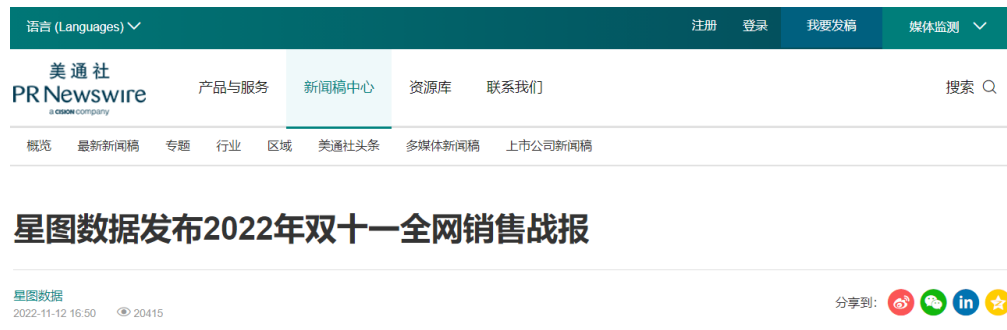 语言 (Languages)
注册 登录 我要发稿 媒体监测
美通社
PR Newswire
a CISION company
产品与服务 新闻稿中心 资源库 联系我们 搜索
概览 最新新闻稿 专题 行业 区域 美通社头条 多媒体新闻稿 上市公司新闻稿
星图数据发布2022年双十一全网销售战报
星图数据
2022-11-12 16:50 20415
分享到: in